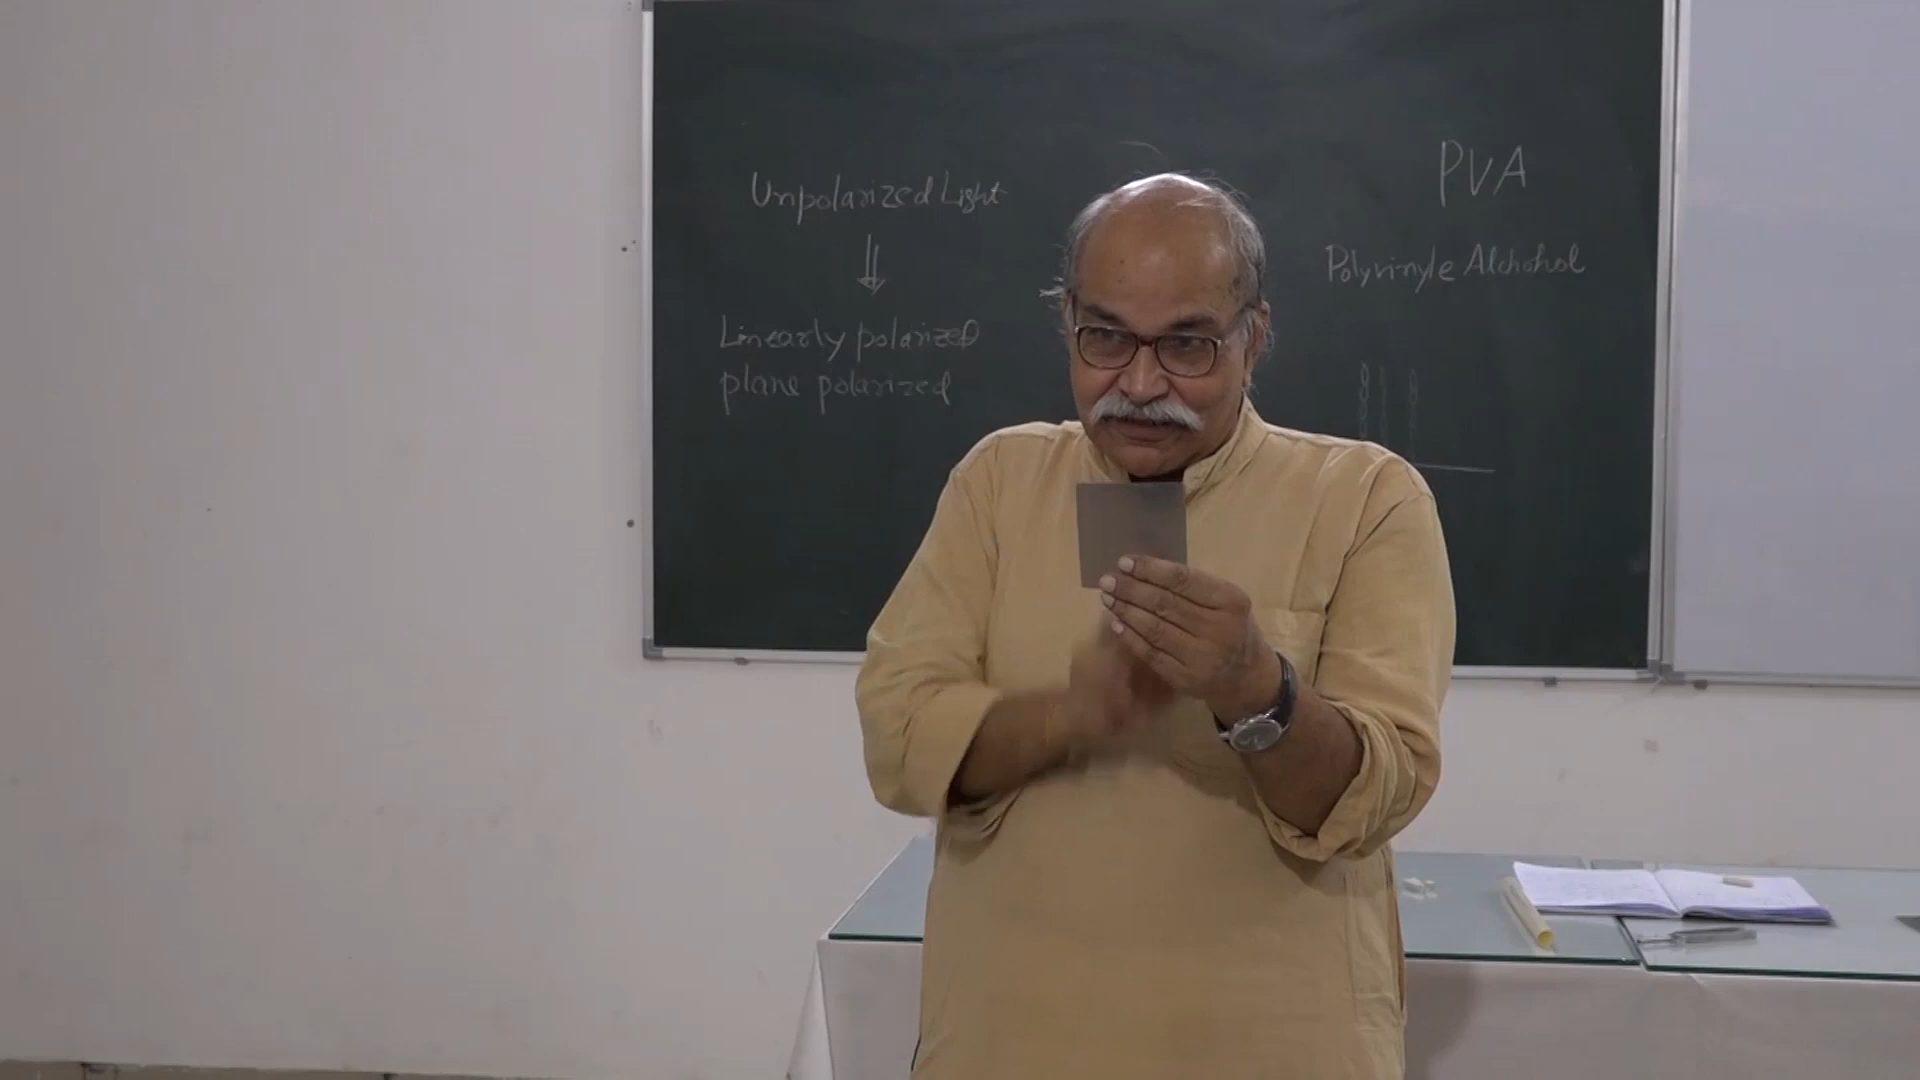 Unpolarized Light
Linearly polarized
plane polarized
PVA
Polyvinyle Alchohol